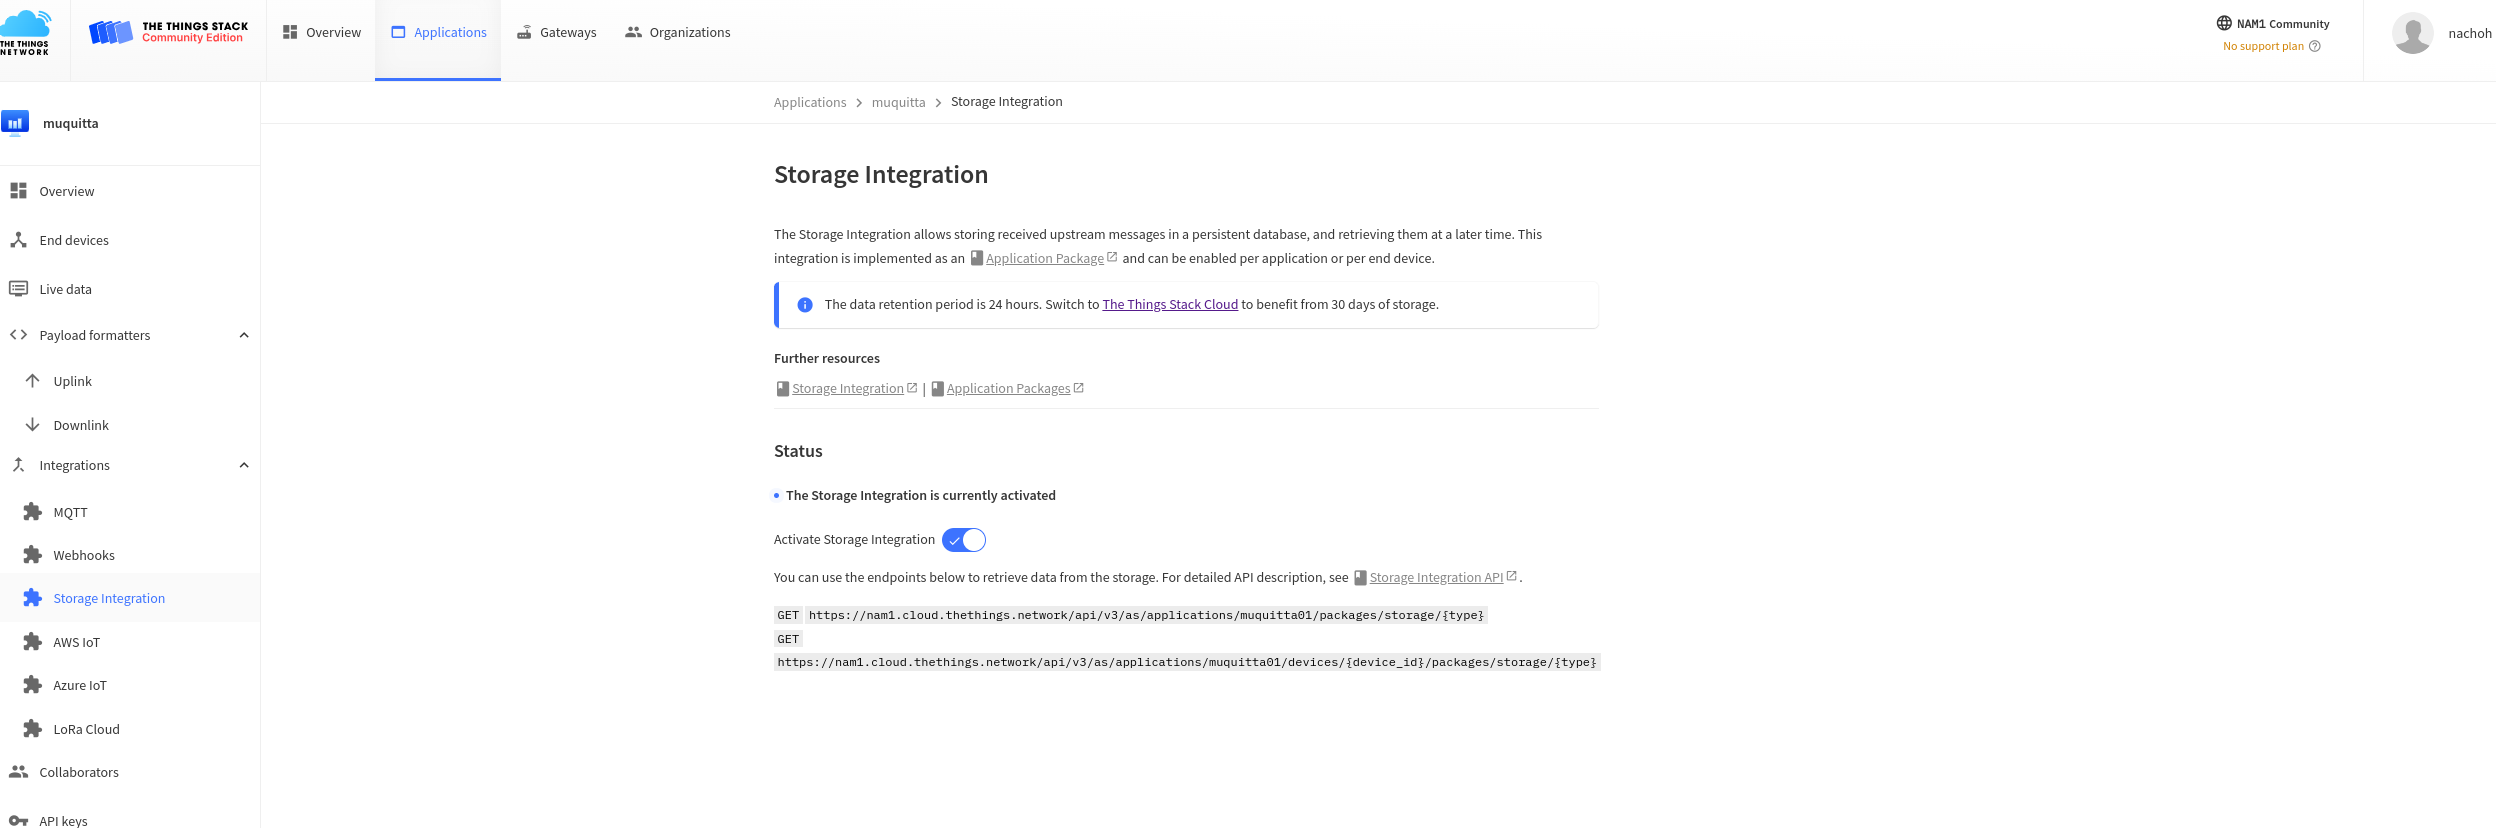 THE THINGS
NETWORK
THE THINGS STACK
Community Edition
Overview
Applications
Gateways
Organizations
NAM1 Community
No support plan
nachoh
muquitta
Overview
End devices
Live data
Payload formatters
Uplink
Downlink
Integrations
MQTT
Webhooks
Storage Integration
AWS IoT
Azure IoT
LoRa Cloud
Collaborators
API keys
Applications > muquitta > Storage Integration
Storage Integration
The Storage Integration allows storing received upstream messages in a persistent database, and retrieving them at a later time. This
integration is implemented as an Application Package and can be enabled per application or per end device.
The data retention period is 24 hours. Switch to The Things Stack Cloud to benefit from 30 days of storage.
Further resources
Storage Integration | Application Packages
Status
The Storage Integration is currently activated
Activate Storage Integration
You can use the endpoints below to retrieve data from the storage. For detailed API description, see Storage Integration API.
GET https://nam1.cloud.thethings.network/api/v3/as/applications/muquitta01/packages/storage/{type}
GET
https://nam1.cloud.thethings.network/api/v3/as/applications/muquitta01/devices/{device_id}/packages/storage/{type}